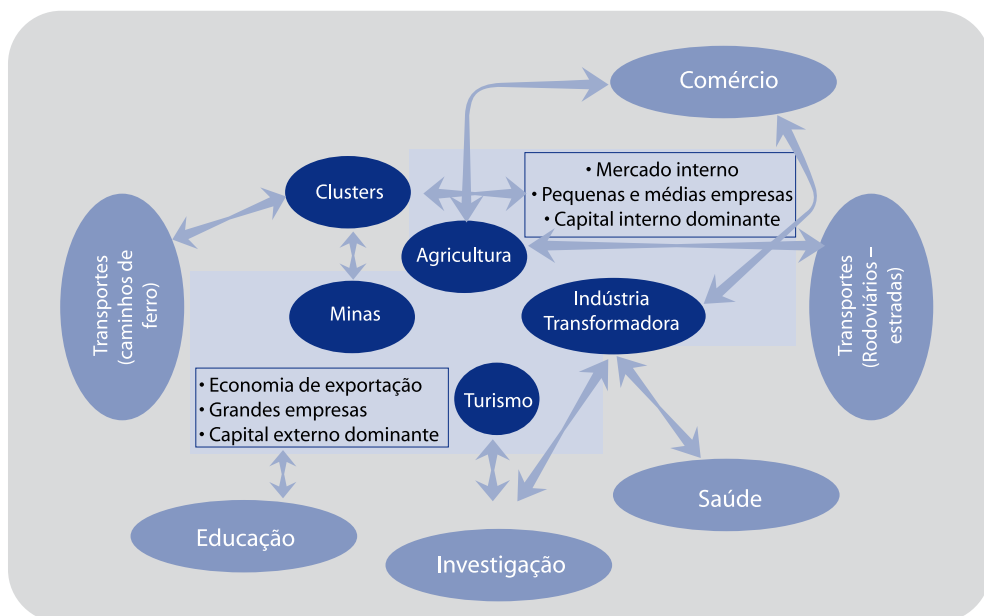 Comércio
• Mercado interno
• Pequenas e médias empresas
• Capital interno dominante
Clusters
Agricultura
Transportes
(caminhos de
ferro)
Minas
Indústria
Transformadora
Transportes
(Rodoviários –
estradas)
• Economia de exportação
• Grandes empresas
• Capital externo dominante
Turismo
Saúde
Educação
Investigação